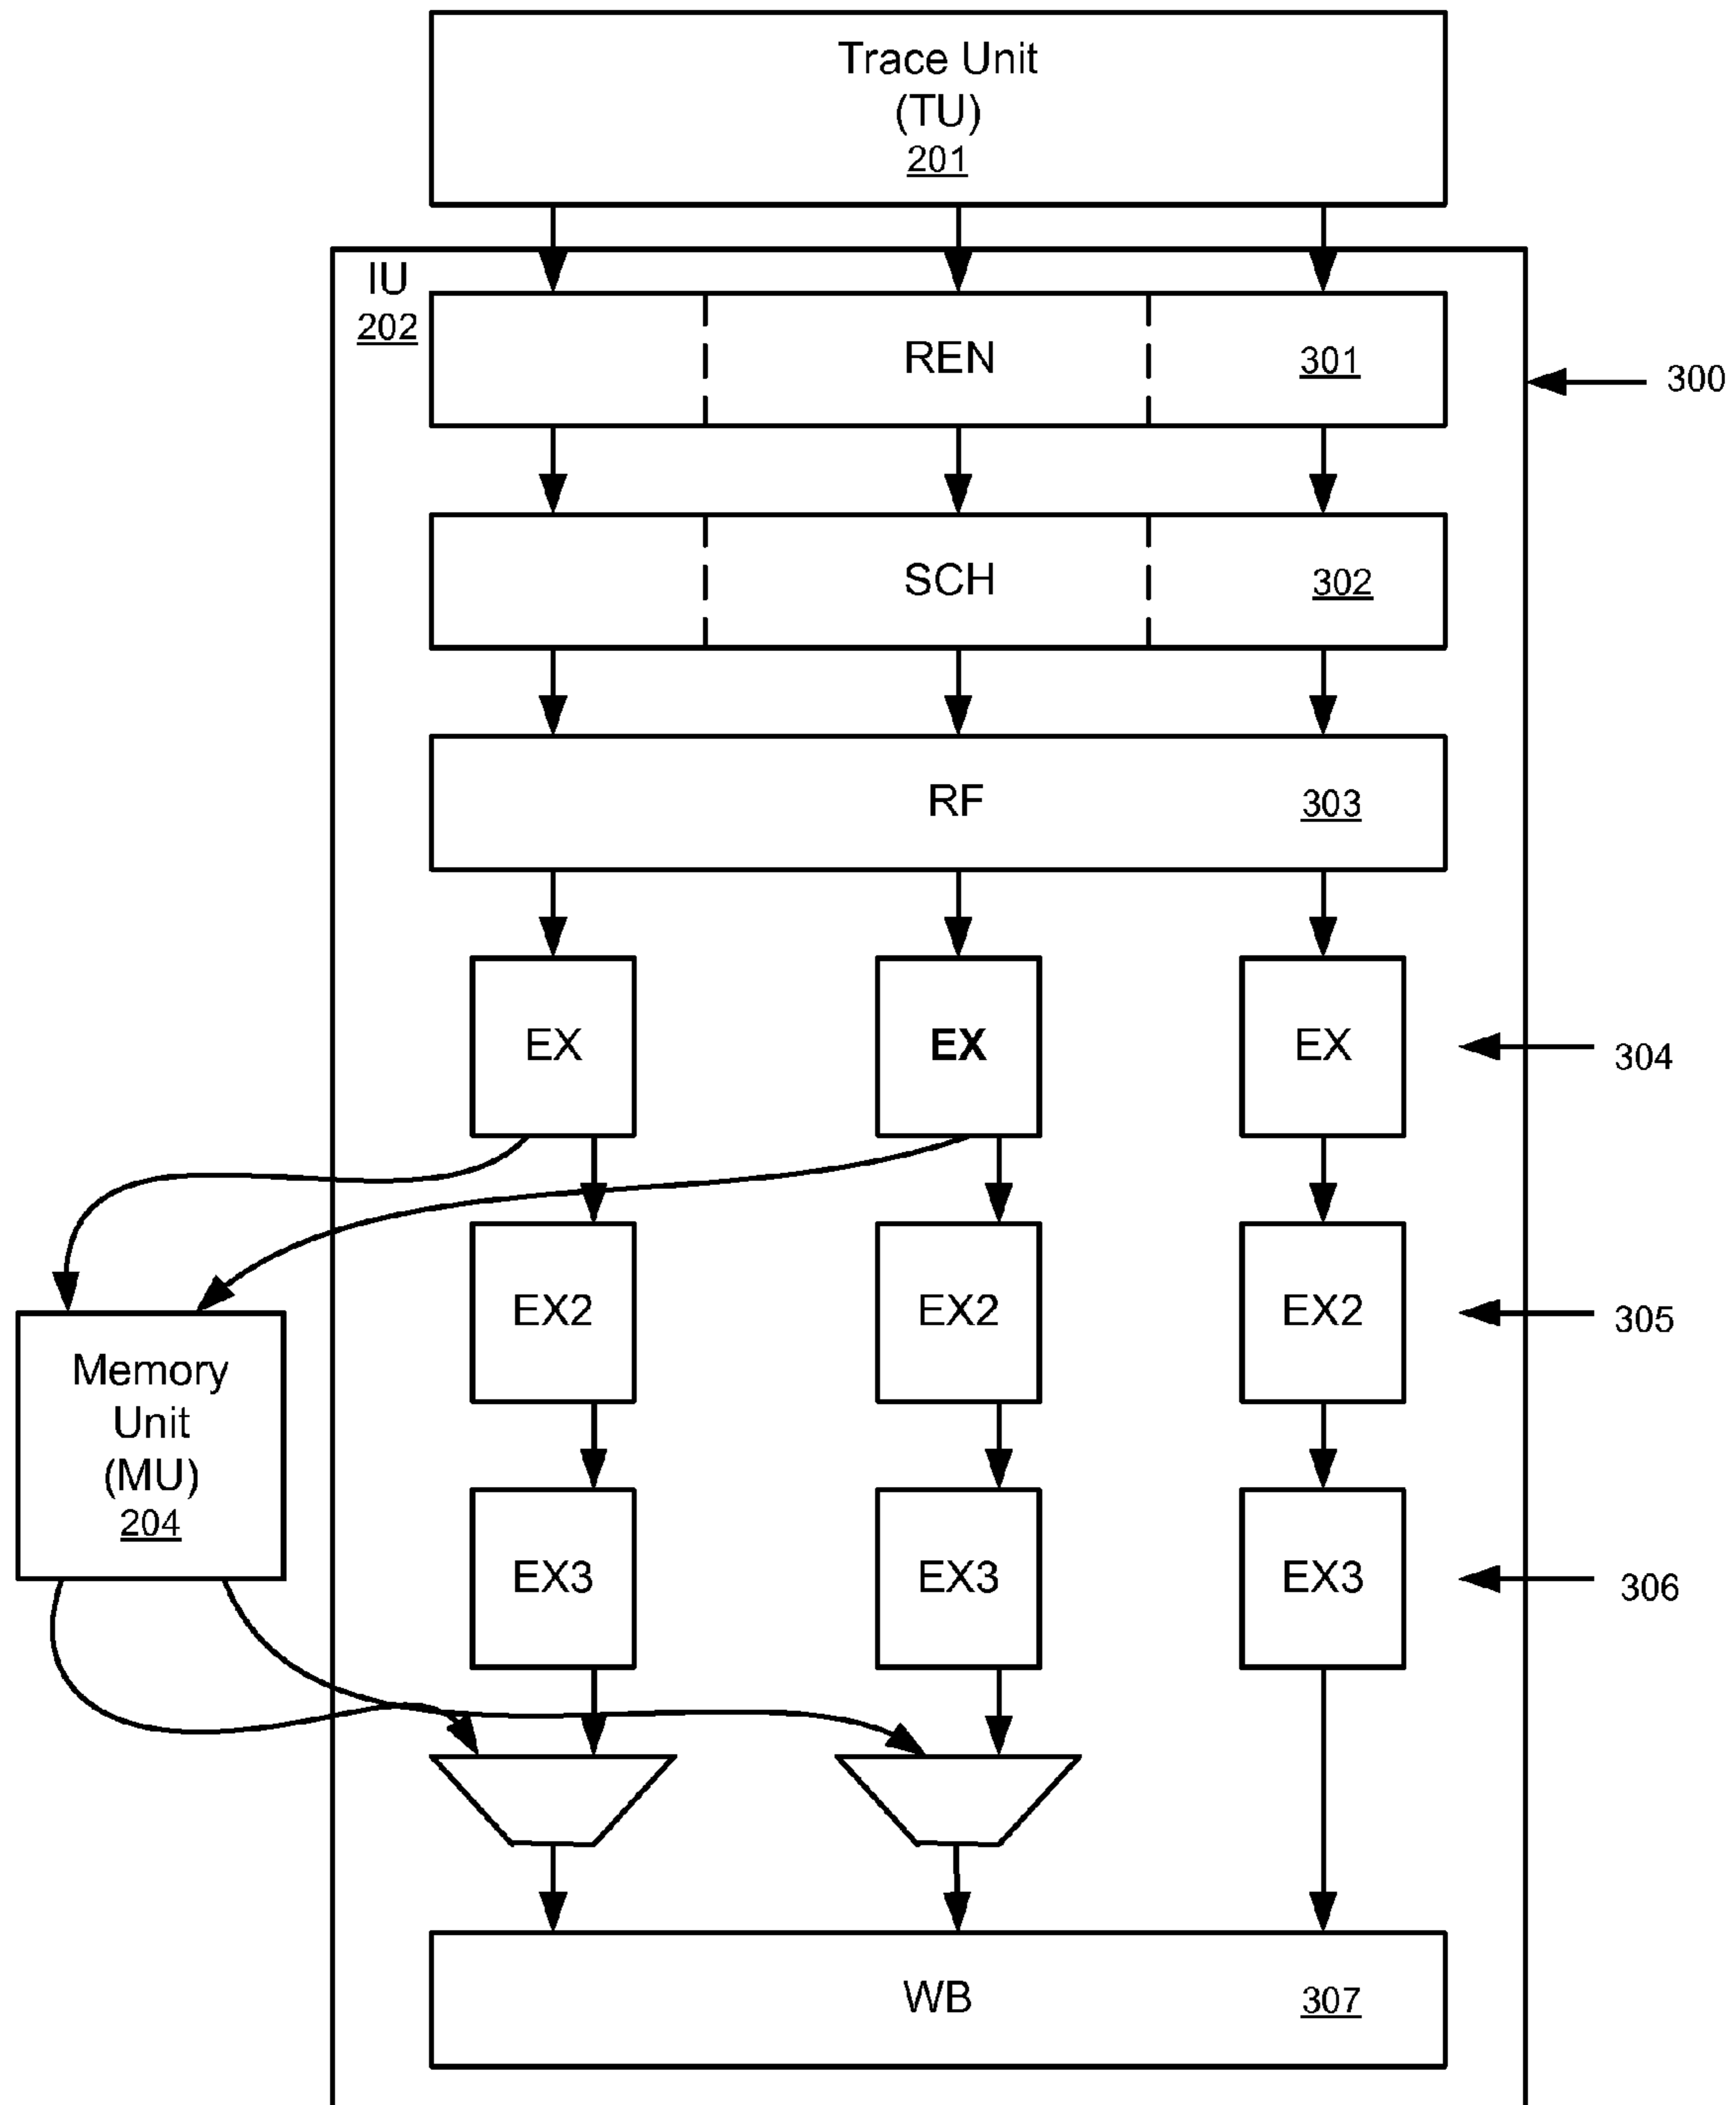 Trace Unit
(TU)
201
IU
202
REN
301
300
SCH
302
RF
303
EX
EX
EX
304
EX2
EX2
EX2
305
Memory
Unit
(MU)
204
EX3
EX3
EX3
306
WB
307